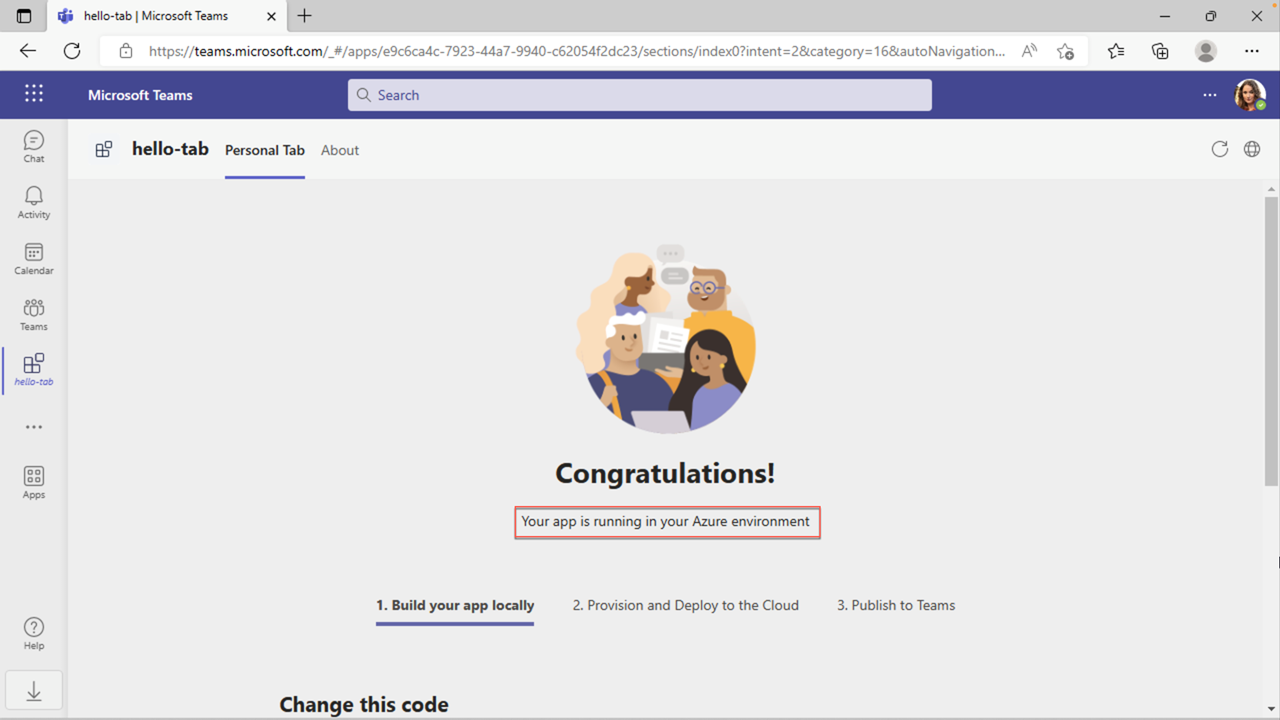 hello-tab | Microsoft Teams
https://teams.microsoft.com/_#/apps/e9c6ca4c-7923-44a7-9940-c62054f2dc23/sections/index0?intent=2&category=16&autoNavigation...
Microsoft Teams
Search
hello-tab
Personal Tab
About
Chat
Activity
Calendar
Teams
hello-tab
Apps
Help
Congratulations!
Your app is running in your Azure environment
1. Build your app locally
2. Provision and Deploy to the Cloud
3. Publish to Teams
Change this code